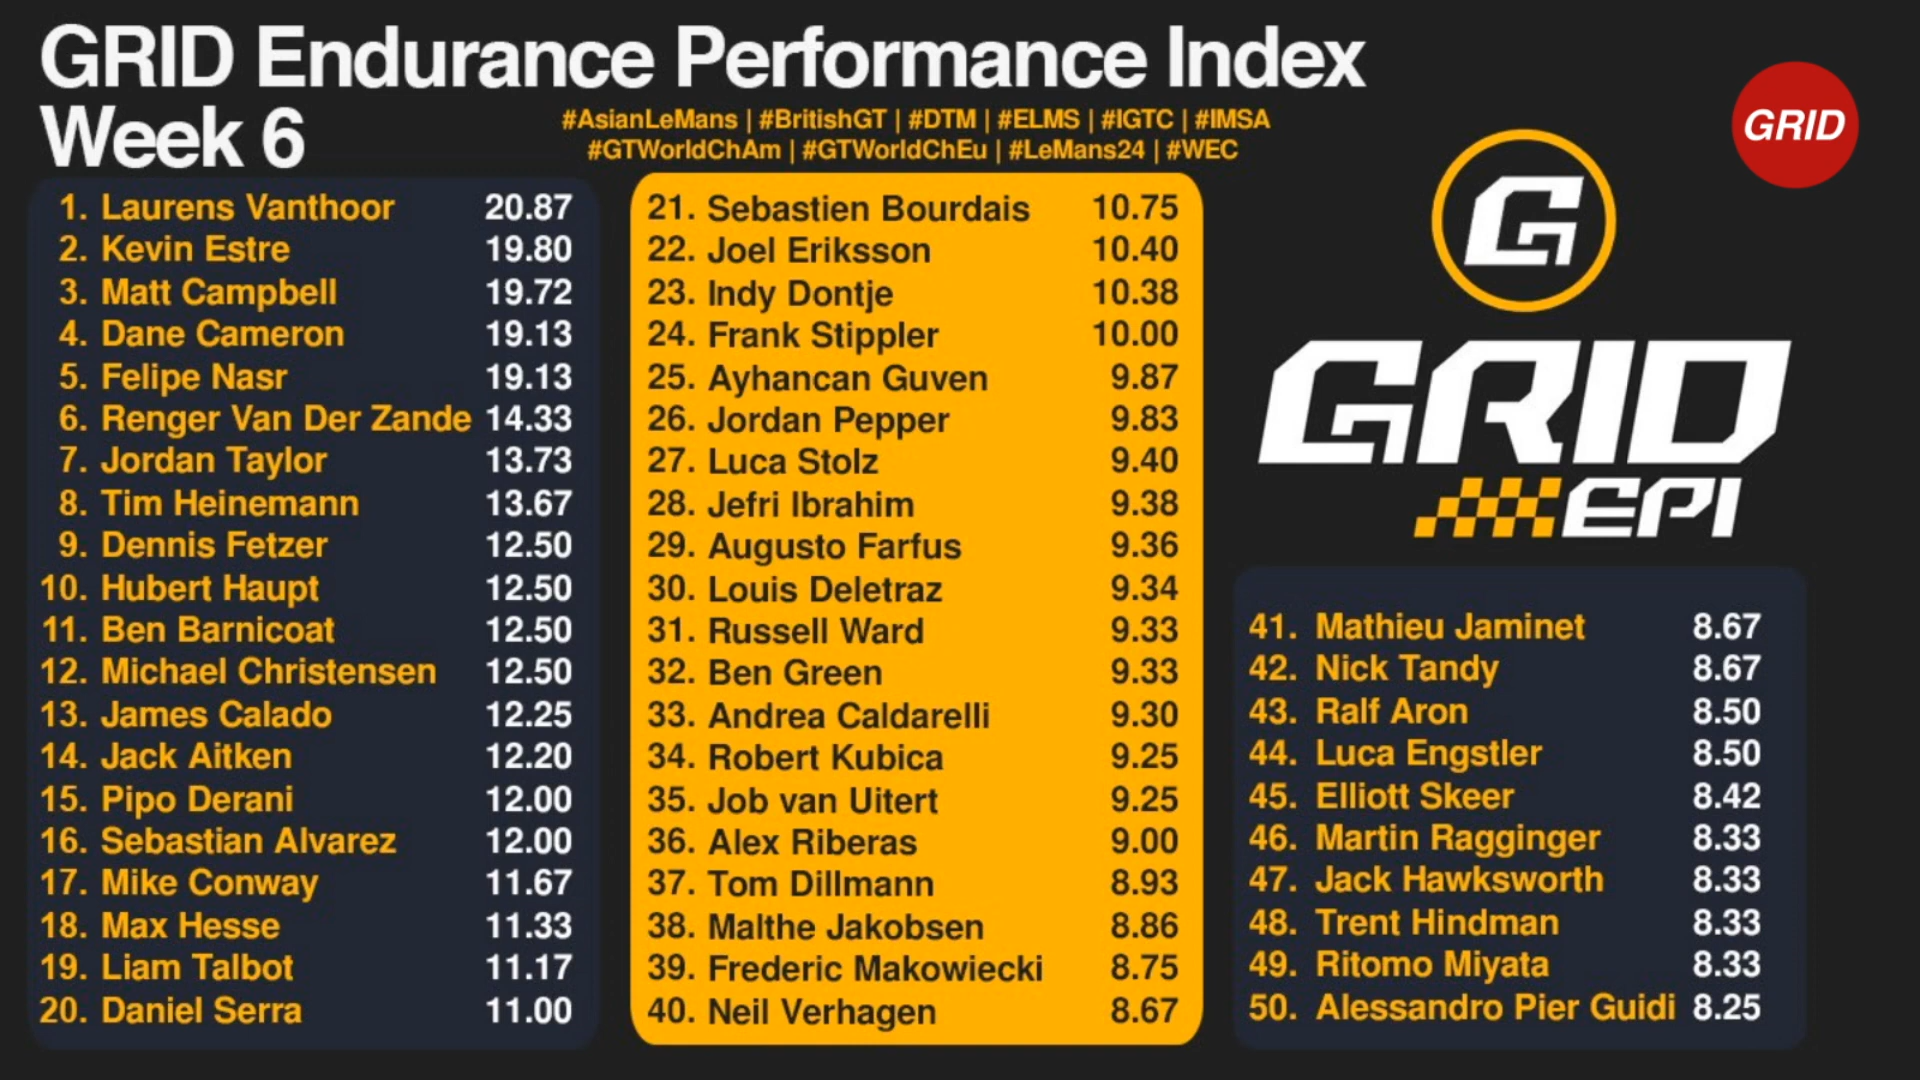 GRID Endurance Performance Index
Week 6
#AsianLeMans | #BritishGT | #DTM | #ELMS | #IGTC | #IMSA
#GTWorldChAm | #GTWorldChEu | #LeMans24 | #WEC
GRID
1. Laurens Vanthoor 20.87
2. Kevin Estre 19.80
3. Matt Campbell 19.72
4. Dane Cameron 19.13
5. Felipe Nasr 19.13
6. Renger Van Der Zande 14.33
7. Jordan Taylor 13.73
8. Tim Heinemann 13.67
9. Dennis Fetzer 12.50
10. Hubert Haupt 12.50
11. Ben Barnicoat 12.50
12. Michael Christensen 12.50
13. James Calado 12.25
14. Jack Aitken 12.20
15. Pipo Derani 12.00
16. Sebastian Alvarez 12.00
17. Mike Conway 11.67
18. Max Hesse 11.33
19. Liam Talbot 11.17
20. Daniel Serra 11.00
21. Sebastien Bourdais 10.75
22. Joel Eriksson 10.40
23. Indy Dontje 10.38
24. Frank Stippler 10.00
25. Ayhancan Guven 9.87
26. Jordan Pepper 9.83
27. Luca Stolz 9.40
28. Jefri Ibrahim 9.38
29. Augusto Farfus 9.36
30. Louis Deletraz 9.34
31. Russell Ward 9.33
32. Ben Green 9.33
33. Andrea Caldarelli 9.30
34. Robert Kubica 9.25
35. Job van Uitert 9.25
36. Alex Riberas 9.00
37. Tom Dillmann 8.93
38. Malthe Jakobsen 8.86
39. Frederic Makowiecki 8.75
40. Neil Verhagen 8.67
G
GRID
EPI
41. Mathieu Jaminet 8.67
42. Nick Tandy 8.67
43. Ralf Aron 8.50
44. Luca Engstler 8.50
45. Elliott Skeer 8.42
46. Martin Ragginger 8.33
47. Jack Hawksworth 8.33
48. Trent Hindman 8.33
49. Ritomo Miyata 8.33
50. Alessandro Pier Guidi 8.25